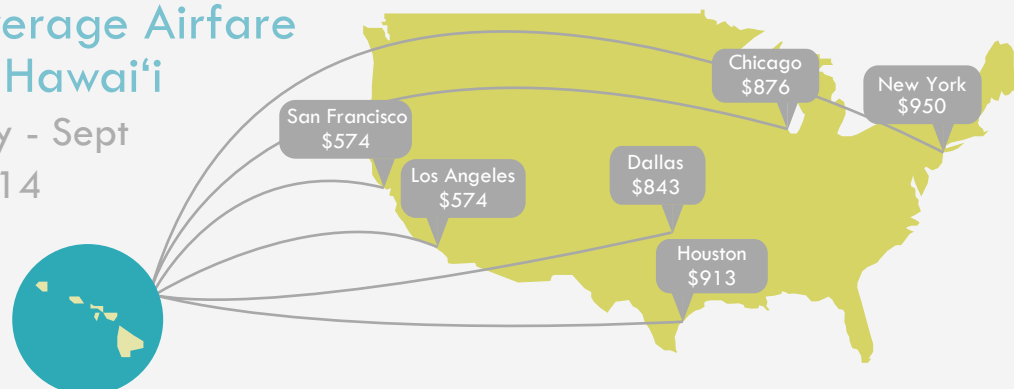 erage Airfare
Hawai‘i
- Sept
14
Chicago
$876
New York
$950
San Francisco
$574
Los Angeles
$574
Dallas
$843
Houston
$913